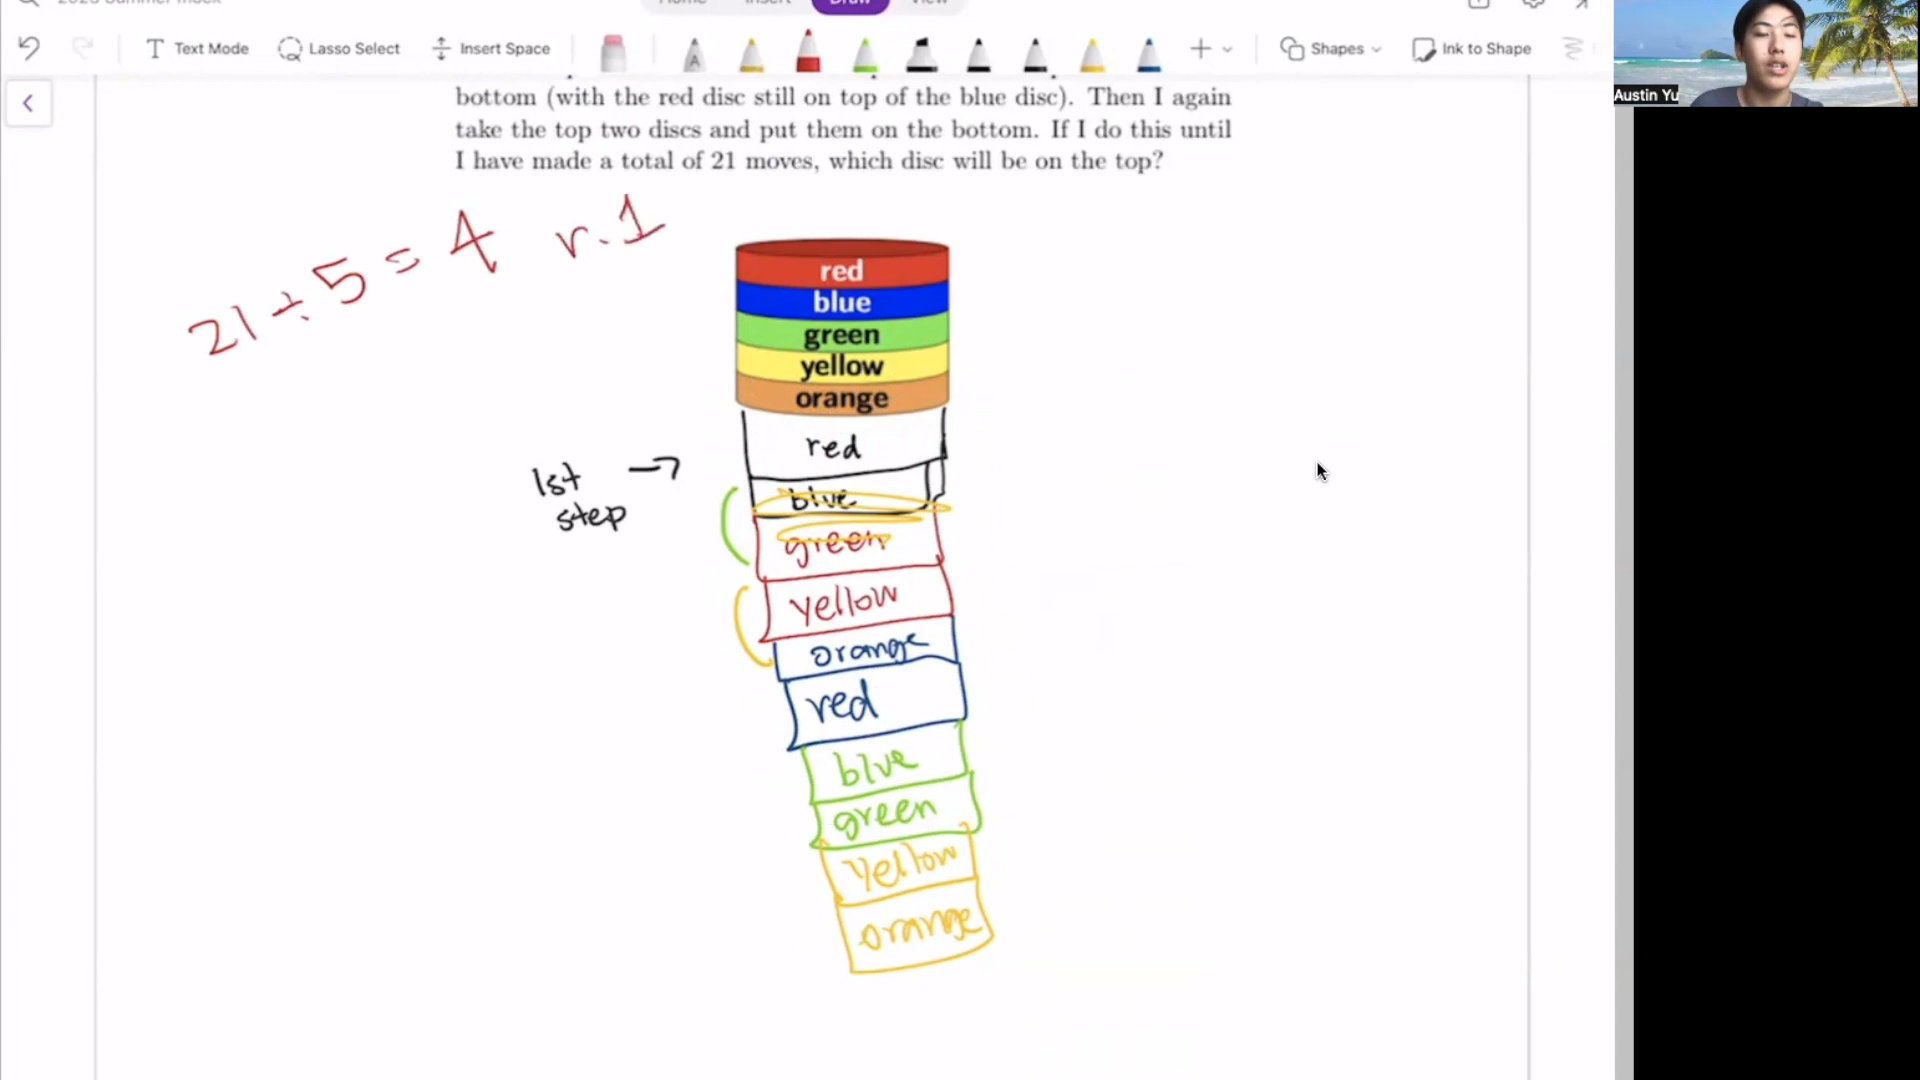 Text Mode
Lasso Select
Insert Space
Draw
Shapes
Ink to Shape
Austin Yu
bottom (with the red disc still on top of the blue disc). Then I again
take the top two discs and put them on the bottom. If I do this until
I have made a total of 21 moves, which disc will be on the top?
21 ÷ 5 = 4 r.1
red
blue
green
yellow
orange
red
1st
step
blue
green
yellow
orange
red
blue
green
Yellow
orange